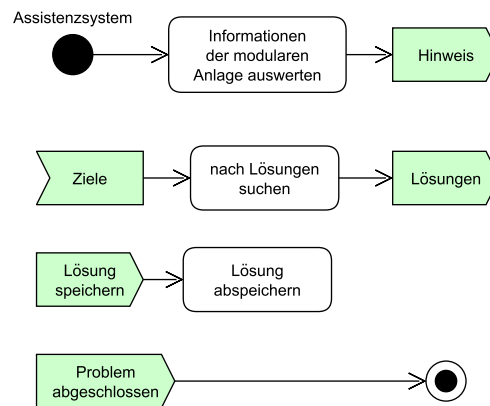 Assistenzsystem
Informationen
der modularen
Anlage auswerten
Hinweis
Ziele
nach Lösungen
suchen
Lösungen
Lösung
speichern
Lösung
abspeichern
Problem
abgeschlossen